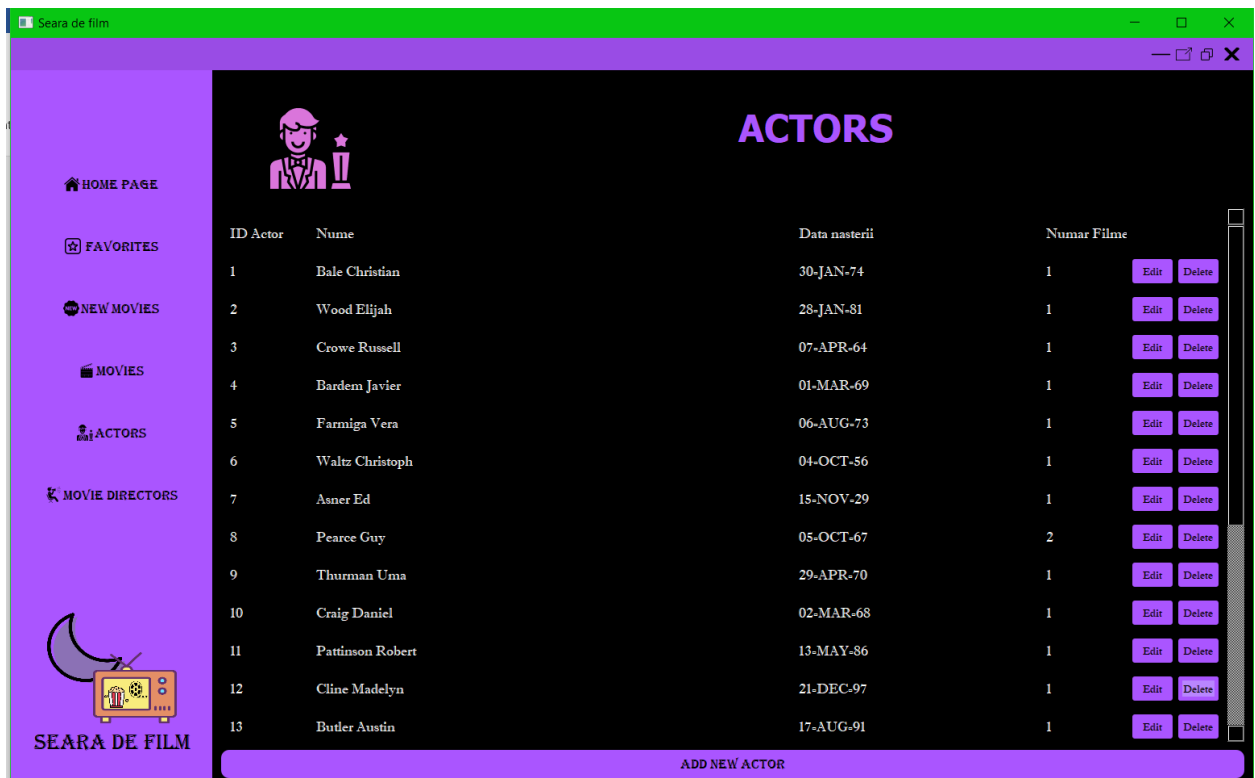 Seara de film
ACTORS
HOME PAGE
FAVORITES
NEW MOVIES
MOVIES
ACTORS
MOVIE DIRECTORS
SEARA DE FILM
ID Actor Nume Data nasterii Numar Filme
1 Bale Christian 30-JAN-74 1 Edit Delete
2 Wood Elijah 28-JAN-81 1 Edit Delete
3 Crowe Russell 07-APR-64 1 Edit Delete
4 Bardem Javier 01-MAR-69 1 Edit Delete
5 Farmiga Vera 06-AUG-73 1 Edit Delete
6 Waltz Christoph 04-OCT-56 1 Edit Delete
7 Asner Ed 15-NOV-29 1 Edit Delete
8 Pearce Guy 05-OCT-67 2 Edit Delete
9 Thurman Uma 29-APR-70 1 Edit Delete
10 Craig Daniel 02-MAR-68 1 Edit Delete
11 Pattinson Robert 13-MAY-86 1 Edit Delete
12 Cline Madelyn 21-DEC-97 1 Edit Delete
13 Butler Austin 17-AUG-91 1 Edit Delete
ADD NEW ACTOR